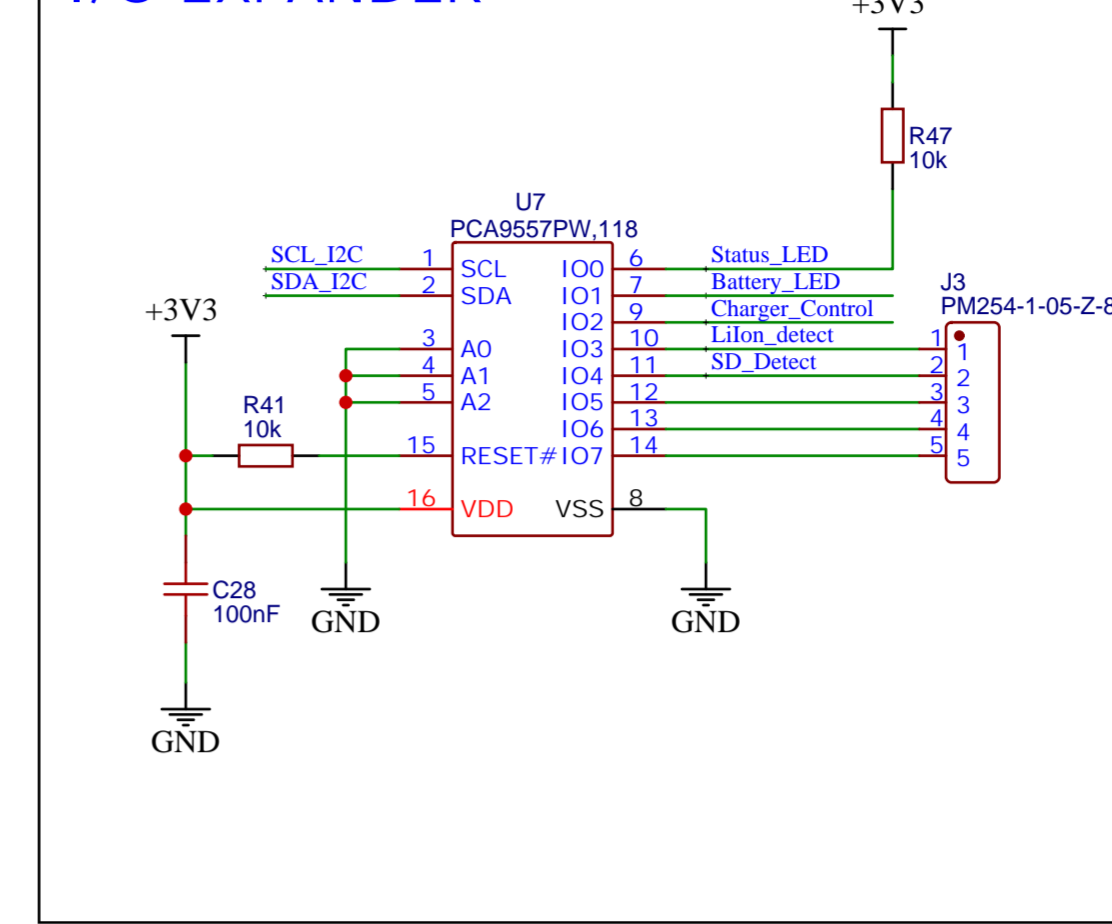 I/O EXPANDER
+3V3
R47
10k
U7
PCA9557PW,118
SCL_I2C
SDA_I2C
1
2
SCL
SDA
3
4
5
A0
A1
A2
15
RESET#
16
VDD
IO0
IO1
IO2
IO3
IO4
IO5
IO6
IO7
VSS
6
7
9
10
11
12
13
14
8
Status_LED
Battery_LED
Charger_Control
LiIon_detect
SD_Detect
J3
PM254-1-05-Z-8
1
2
3
4
5
1
2
3
4
5
+3V3
R41
10k
C28
100nF
GND
GND
GND